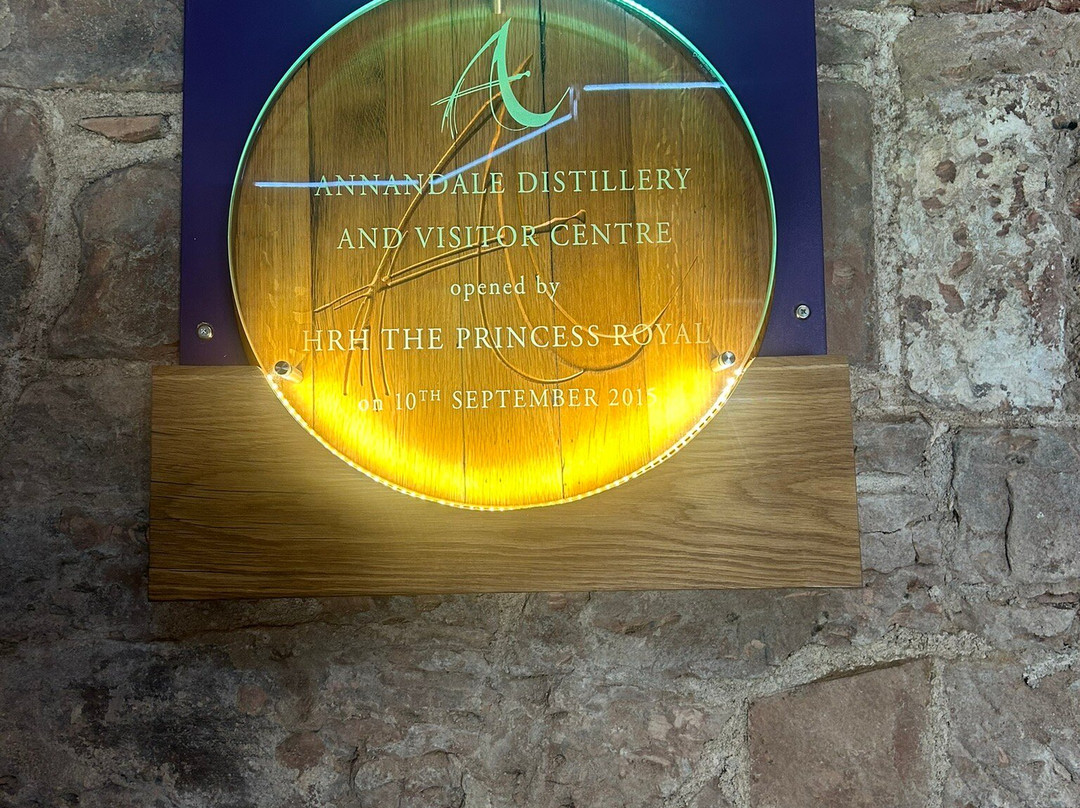 A
ANNANDALE DISTILLERY
AND VISITOR CENTRE
opened by
HRH THE PRINCESS ROYAL
on 10TH SEPTEMBER 2015